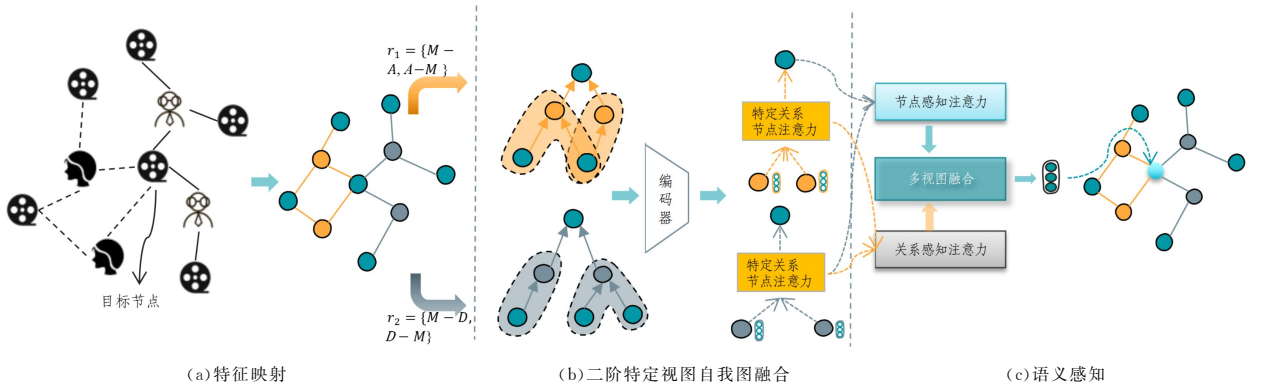 目标节点
r₁ = {M −
A, A−M }
r₂ = {M − D,
D − M}
编
码
器
特定关系
节点注意力
特定关系
节点注意力
节点感知注意力
多视图融合
关系感知注意力
(a)特征映射
(b)二阶特定视图自我图融合
(c)语义感知